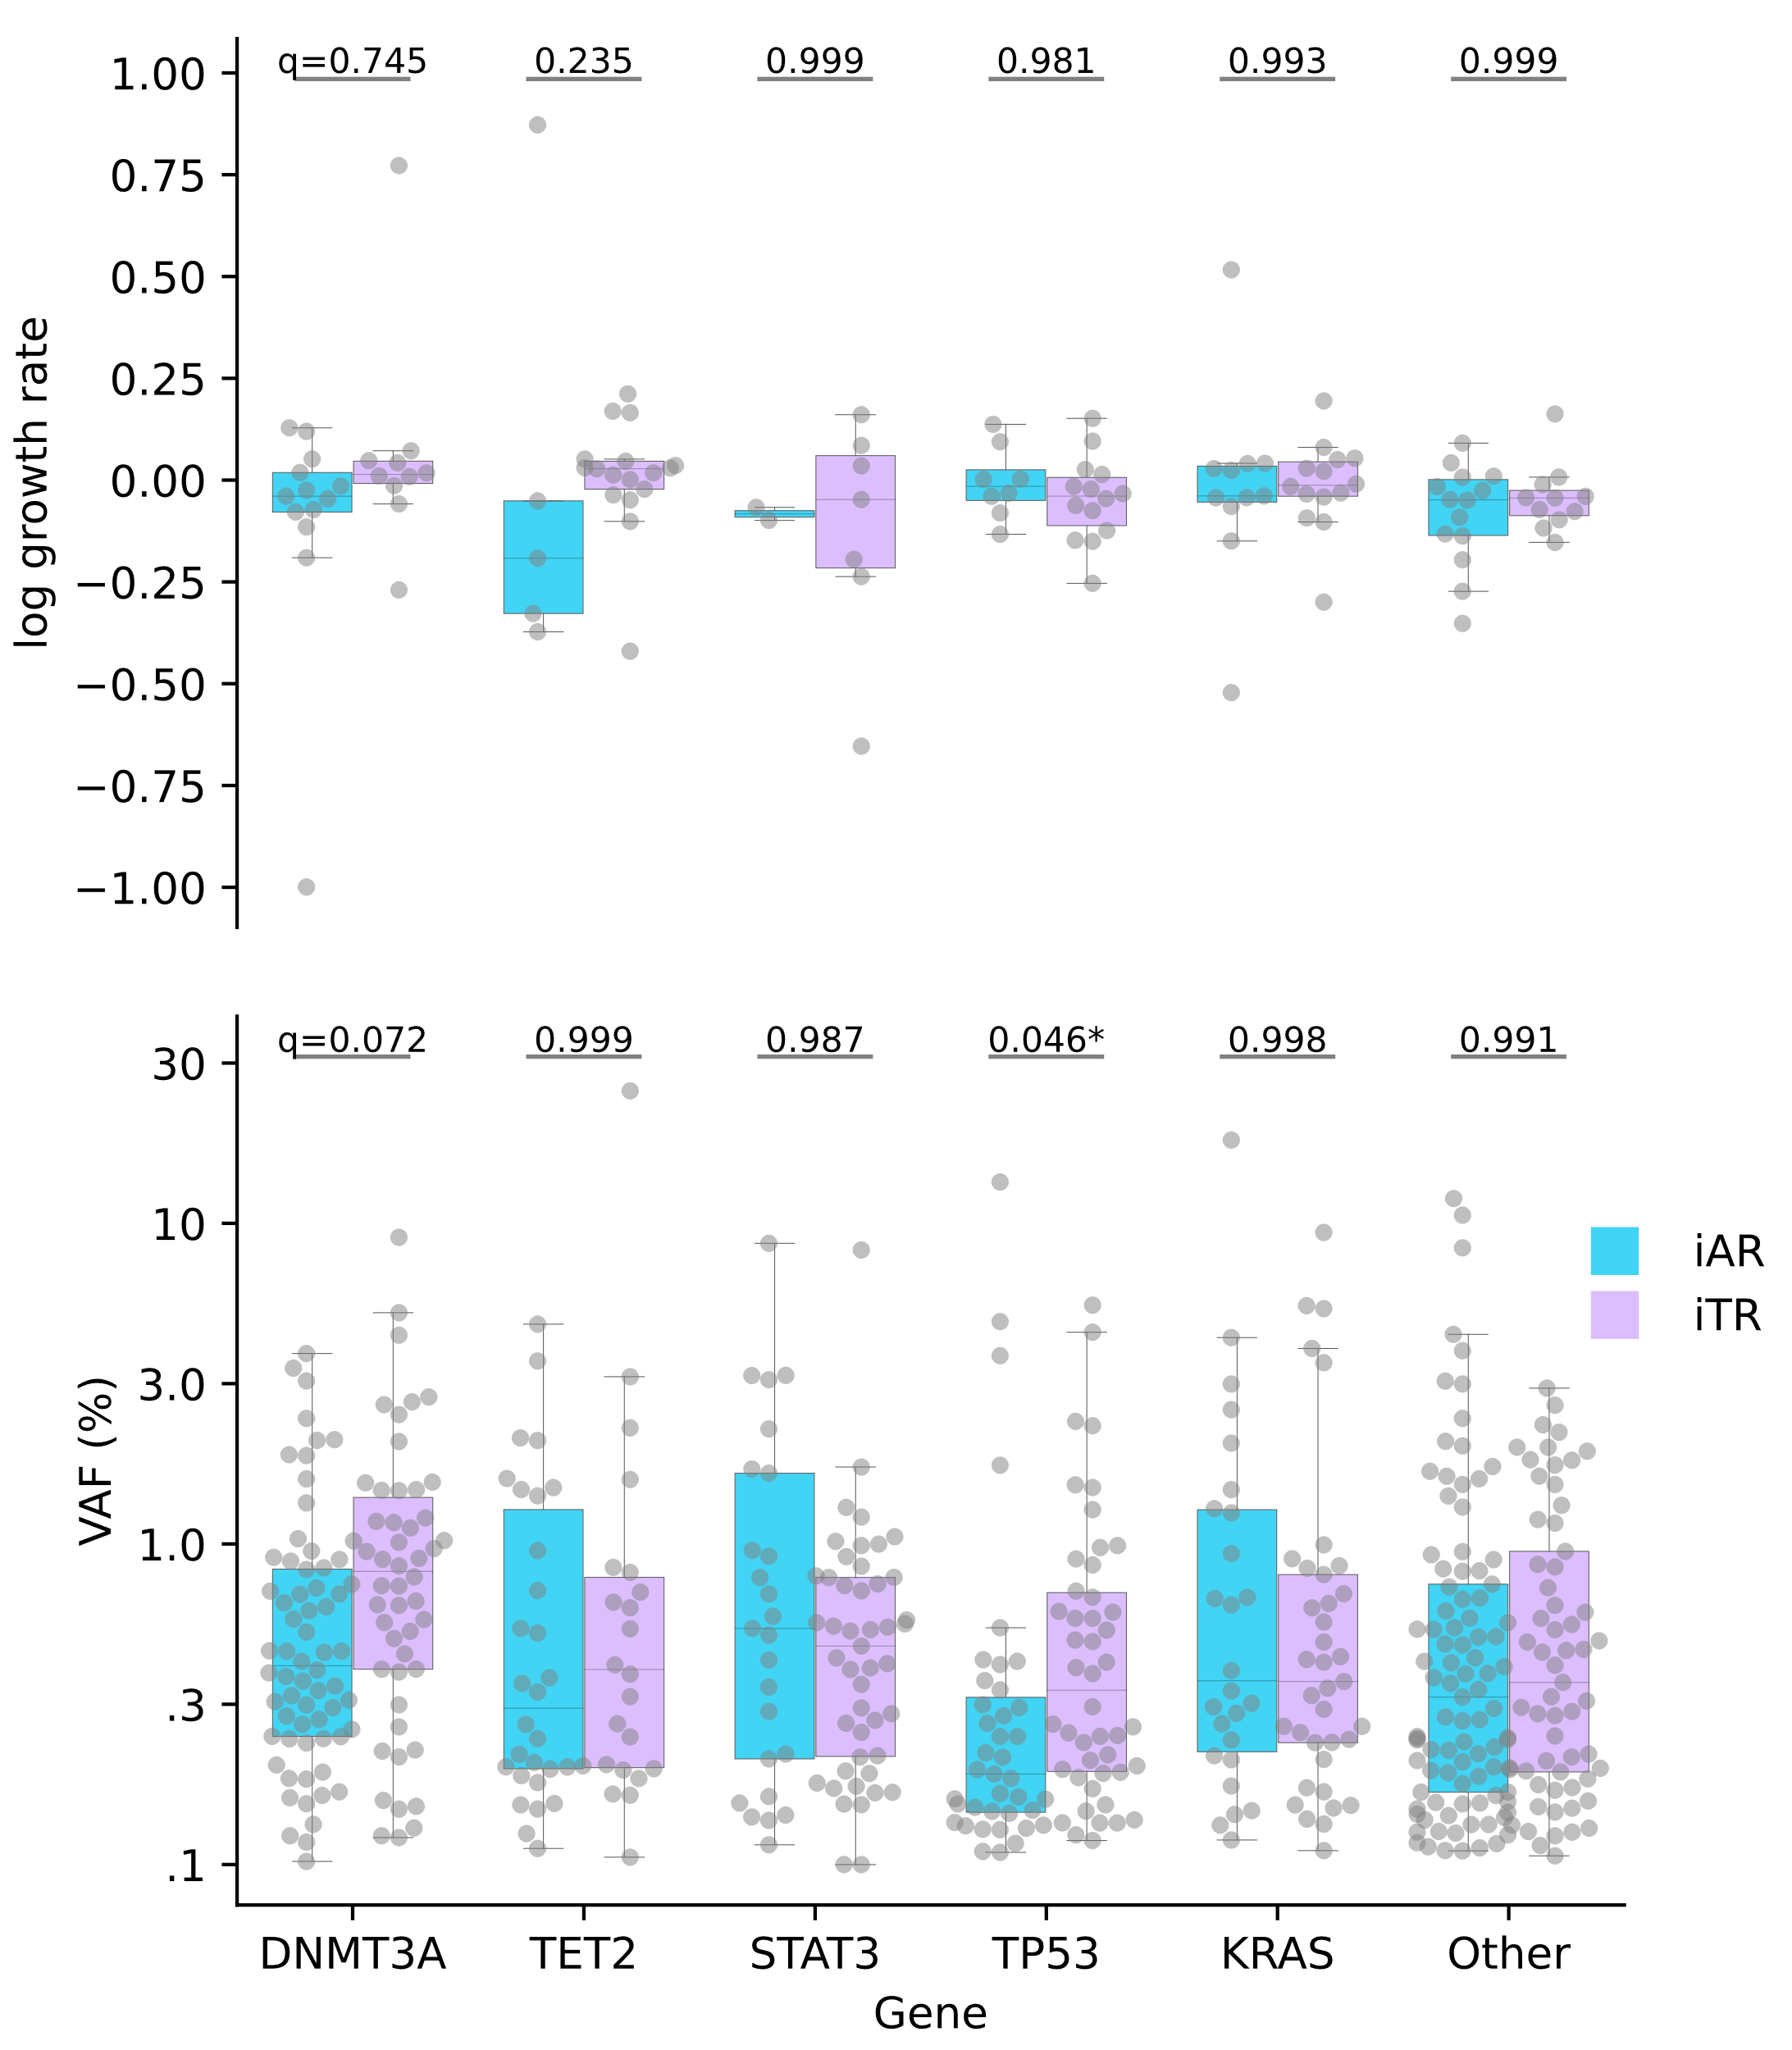 q=0.745 0.235 0.999 0.981 0.993 0.999
1.00
0.75
0.50
0.25
0.00
−0.25
−0.50
−0.75
−1.00
log growth rate
q=0.072 0.999 0.987 0.046* 0.998 0.991
30
10
3.0
1.0
.3
.1
VAF (%)
iAR
iTR
DNMT3A TET2 STAT3 TP53 KRAS Other
Gene